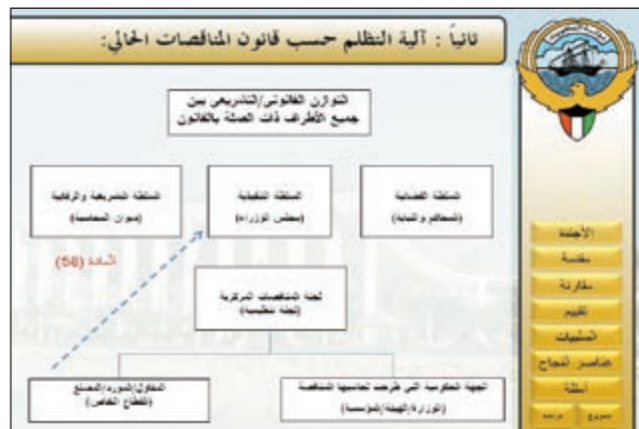 ثانياً : آلية التظلم حسب قانون المناقصات الحالي:
التوازن القانوني/التشريعي بين
جميع الأطراف ذات الصلة بالقانون
السلطة القضائية
(المحاكم والنيابة)
السلطة التنفيذية
(مجلس الوزراء)
السلطة التشريعية والرقابية
(ديوان المحاسبة)
المادة (58)
لجنة المناقصات المركزية
(لجنة تنظيمية)
الجهة الحكومية التي طرحت لحاسبها المناقصة
(الوزارة/الهيئة/المؤسسة)
المقاول/المورد/المصنع
(القطاع الخاص)
الأجندة
مقدمة
مقارنة
تقييم
السلبيات
عناصر النجاح
أسئلة